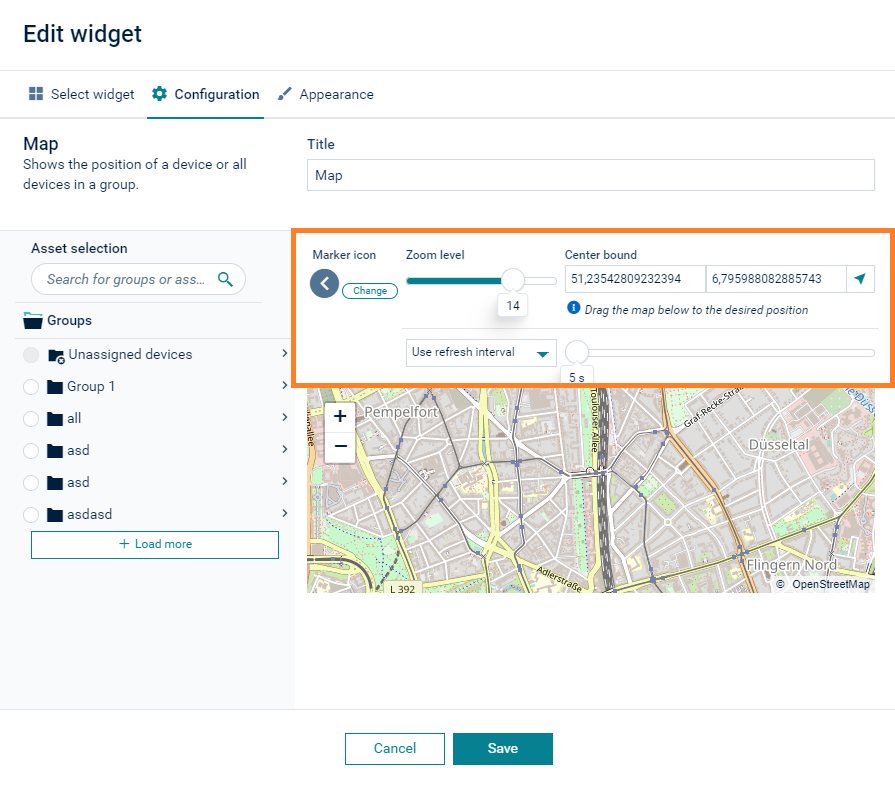 Edit widget
Select widget
Configuration
Appearance
Map
Shows the position of a device or all
devices in a group.
Title
Map
Asset selection
Search for groups or ass...
Groups
Unassigned devices
Group 1
all
asd
asd
asdasd
+ Load more
Marker icon
Change
Zoom level
14
Center bound
51,23542809232394
6,795988082885743
Drag the map below to the desired position
Use refresh interval
5 s
+
−
Pempelfort
Toulouser Allee
Graf-Recke-Stra
Düsseltal
Adlerstraße
L 392
Flingern Nord
© OpenStreetMap
Cancel
Save